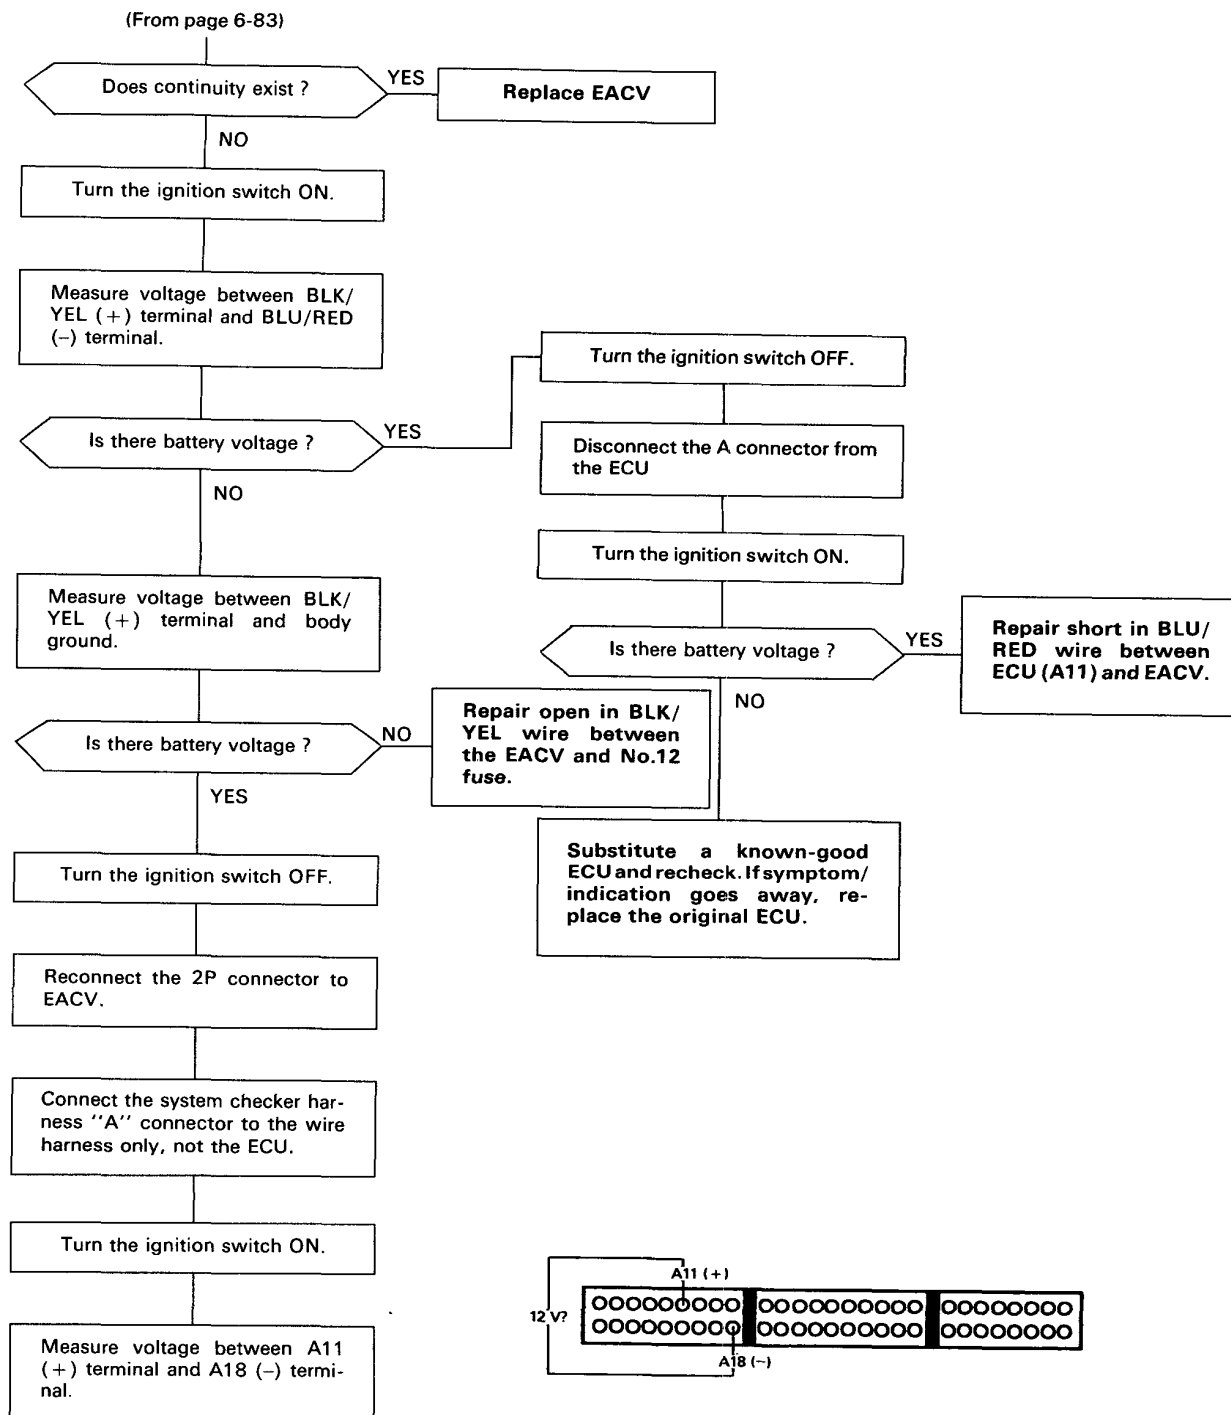 (From page 6-83)
Does continuity exist ?
YES
Replace EACV
NO
Turn the ignition switch ON.
Measure voltage between BLK/
YEL (+) terminal and BLU/RED
(–) terminal.
Is there battery voltage ?
YES
NO
Turn the ignition switch OFF.
Disconnect the A connector from
the ECU
Turn the ignition switch ON.
Is there battery voltage ?
YES
Repair short in BLU/
RED wire between
ECU (A11) and EACV.
NO
Substitute a known-good
ECU and recheck. If symptom/
indication goes away, re-
place the original ECU.
Measure voltage between BLK/
YEL (+) terminal and body
ground.
Is there battery voltage ?
NO
Repair open in BLK/
YEL wire between
the EACV and No.12
fuse.
YES
Turn the ignition switch OFF.
Reconnect the 2P connector to
EACV.
Connect the system checker har-
ness "A" connector to the wire
harness only, not the ECU.
Turn the ignition switch ON.
Measure voltage between A11
(+) terminal and A18 (–) termi-
nal.
A11 (+)
12 V?
A18 (–)